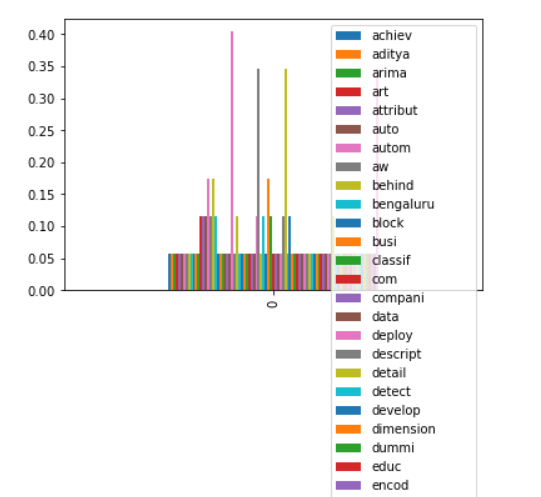 0.40
0.35
0.30
0.25
0.20
0.15
0.10
0.05
0.00
0
achiev
aditya
arima
art
attribut
auto
autom
aw
behind
bengaluru
block
busi
classif
com
compani
data
deploy
descript
detail
detect
develop
dimension
dummi
educ
encod